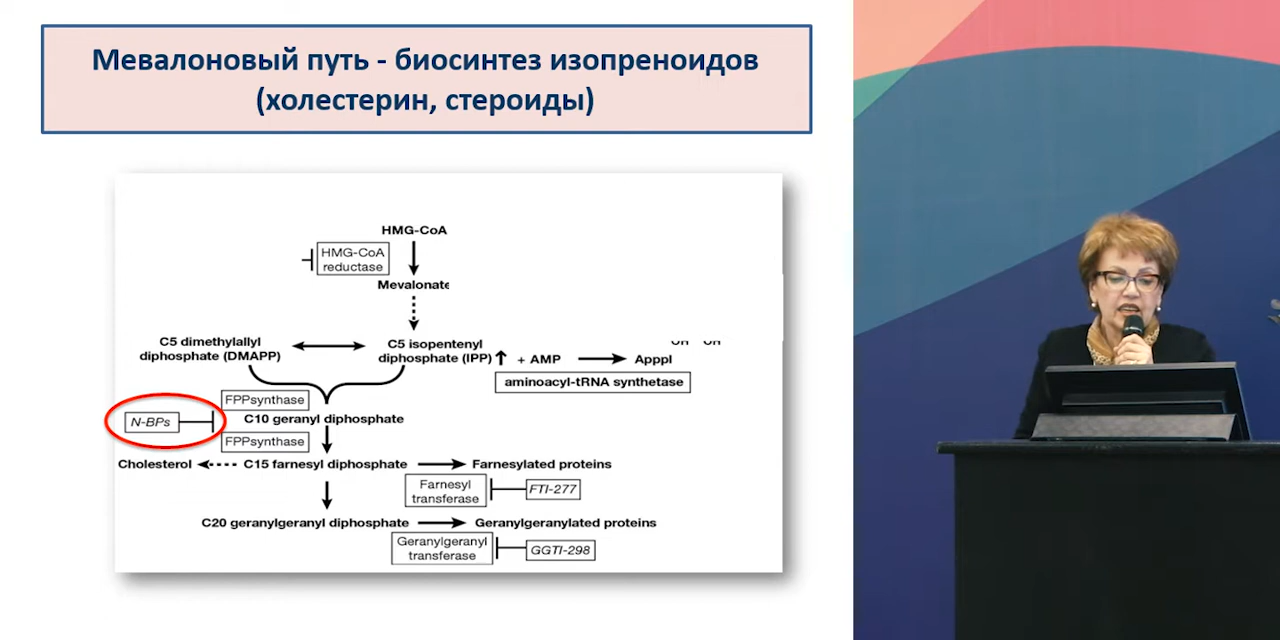 Мевалоновый путь - биосинтез изопреноидов
(холестерин, стероиды)
HMG-CoA
HMG-CoA
reductase
Mevalonate
C5 dimethylallyl
diphosphate (DMAPP)
C5 isopentenyl
diphosphate (IPP)
+ AMP
Apppl
OH OH
aminoacyl-tRNA synthetase
FPPsynthase
N-BPs
C10 geranyl diphosphate
FPPsynthase
Cholesterol
C15 farnesyl diphosphate
Farnesylated proteins
Farnesyl
transferase
FTI-277
C20 geranylgeranyl diphosphate
Geranylgeranylated proteins
Geranylgeranyl
transferase
GGTI-298